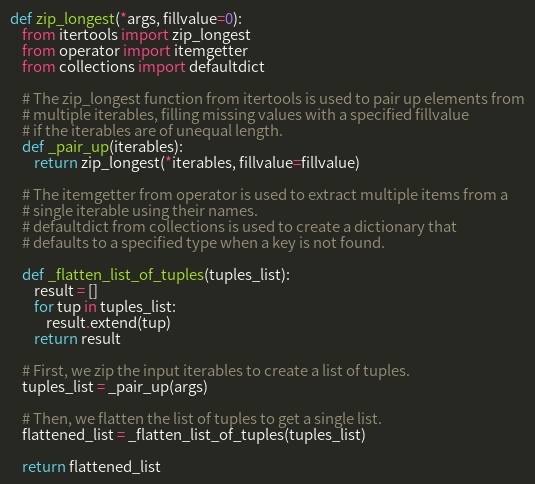 def zip_longest(*args, fillvalue=0):
from itertools import zip_longest
from operator import itemgetter
from collections import defaultdict
# The zip_longest function from itertools is used to pair up elements from
# multiple iterables, filling missing values with a specified fillvalue
# if the iterables are of unequal length.
def _pair_up(iterables):
return zip_longest(*iterables, fillvalue=fillvalue)
# The itemgetter from operator is used to extract multiple items from a
# single iterable using their names.
# defaultdict from collections is used to create a dictionary that
# defaults to a specified type when a key is not found.
def _flatten_list_of_tuples(tuples_list):
result = []
for tup in tuples_list:
result.extend(tup)
return result
# First, we zip the input iterables to create a list of tuples.
tuples_list = _pair_up(args)
# Then, we flatten the list of tuples to get a single list.
flattened_list = _flatten_list_of_tuples(tuples_list)
return flattened_list